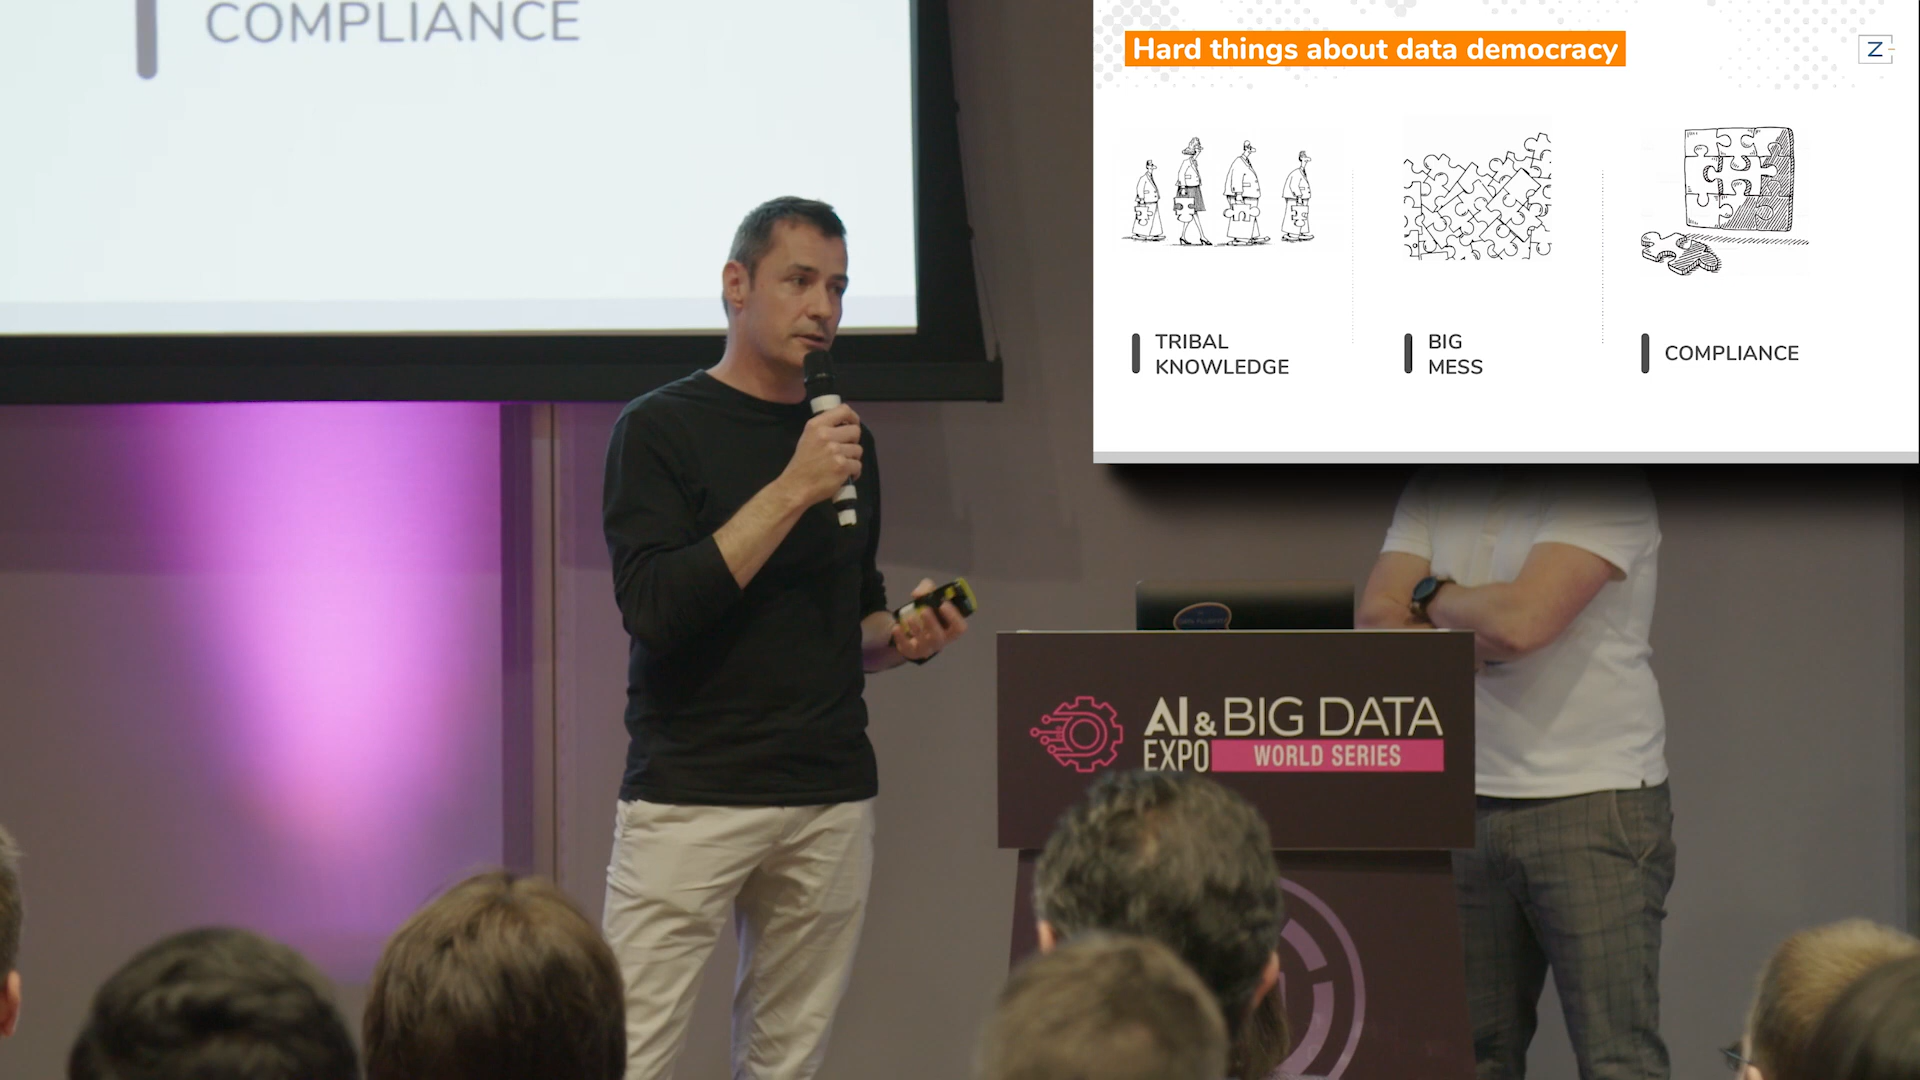 COMPLIANCE
Hard things about data democracy
Z
TRIBAL
KNOWLEDGE
BIG
MESS
COMPLIANCE
AI & BIG DATA
EXPO WORLD SERIES